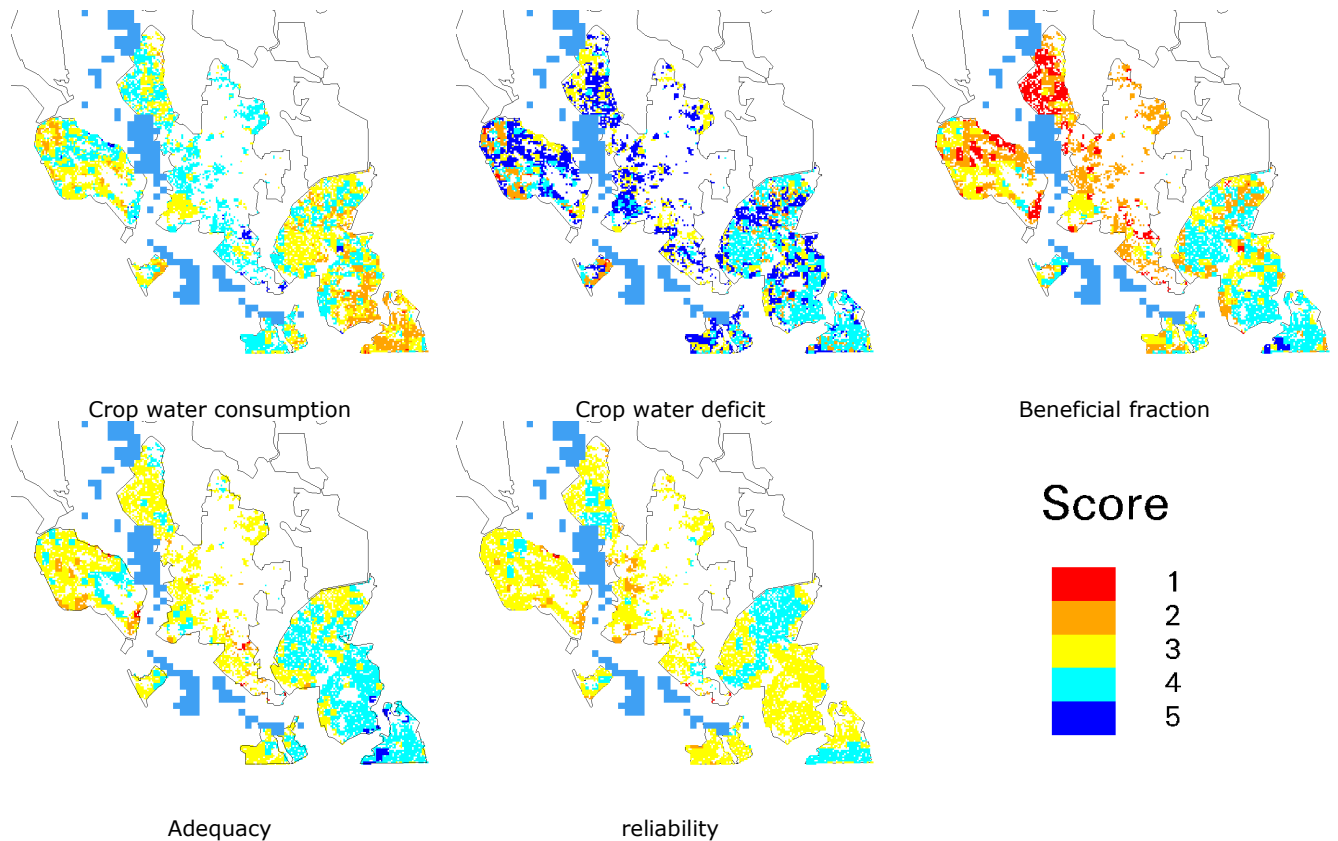 Crop water consumption
Crop water deficit
Beneficial fraction
Score
1
2
3
4
5
Adequacy
reliability